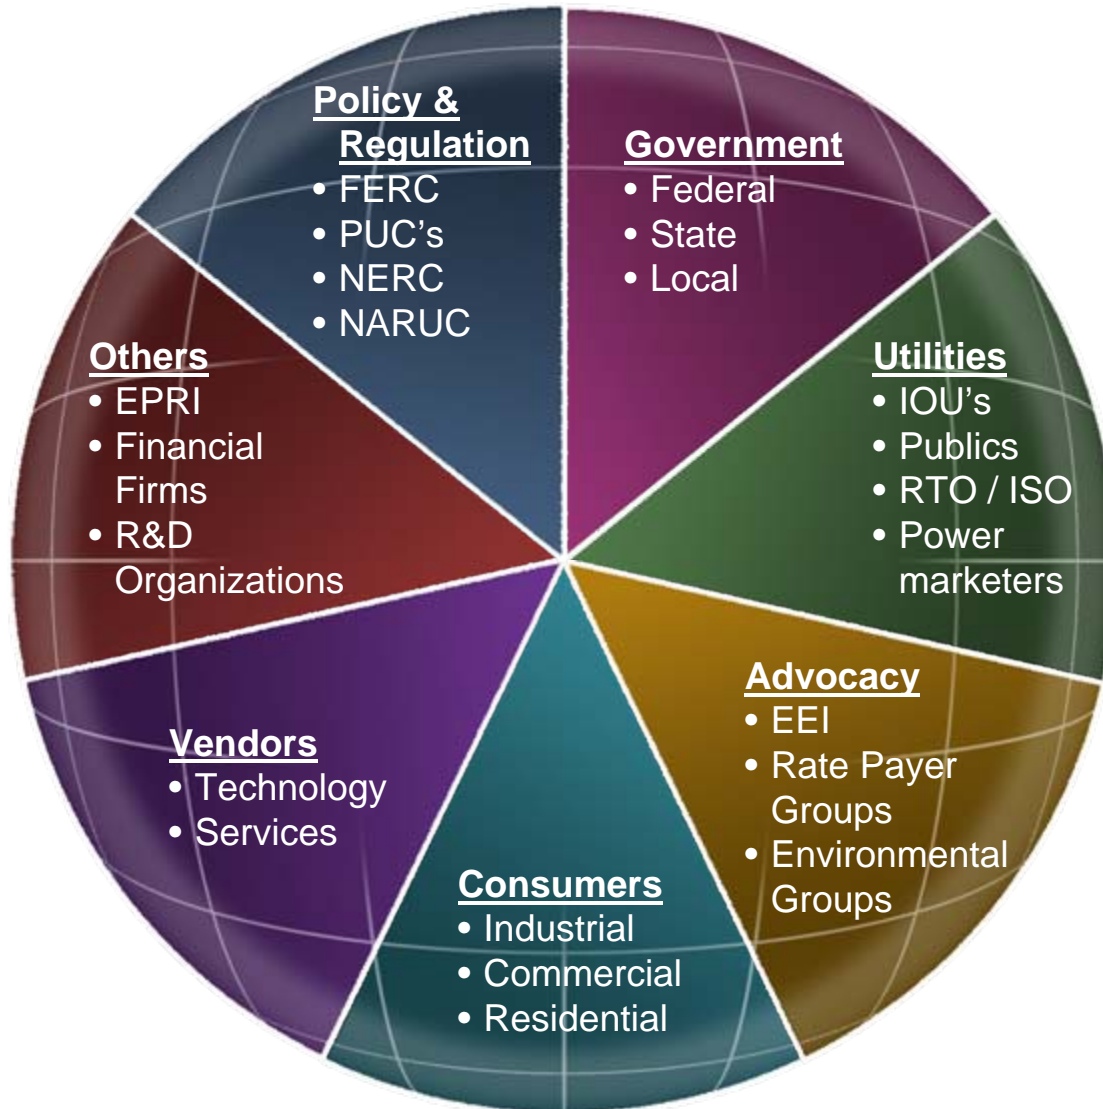 Policy &
Regulation
• FERC
• PUC's
• NERC
• NARUC
Government
• Federal
• State
• Local
Utilities
• IOU's
• Publics
• RTO / ISO
• Power
marketers
Advocacy
• EEI
• Rate Payer
Groups
• Environmental
Groups
Consumers
• Industrial
• Commercial
• Residential
Vendors
• Technology
• Services
Others
• EPRI
• Financial
Firms
• R&D
Organizations